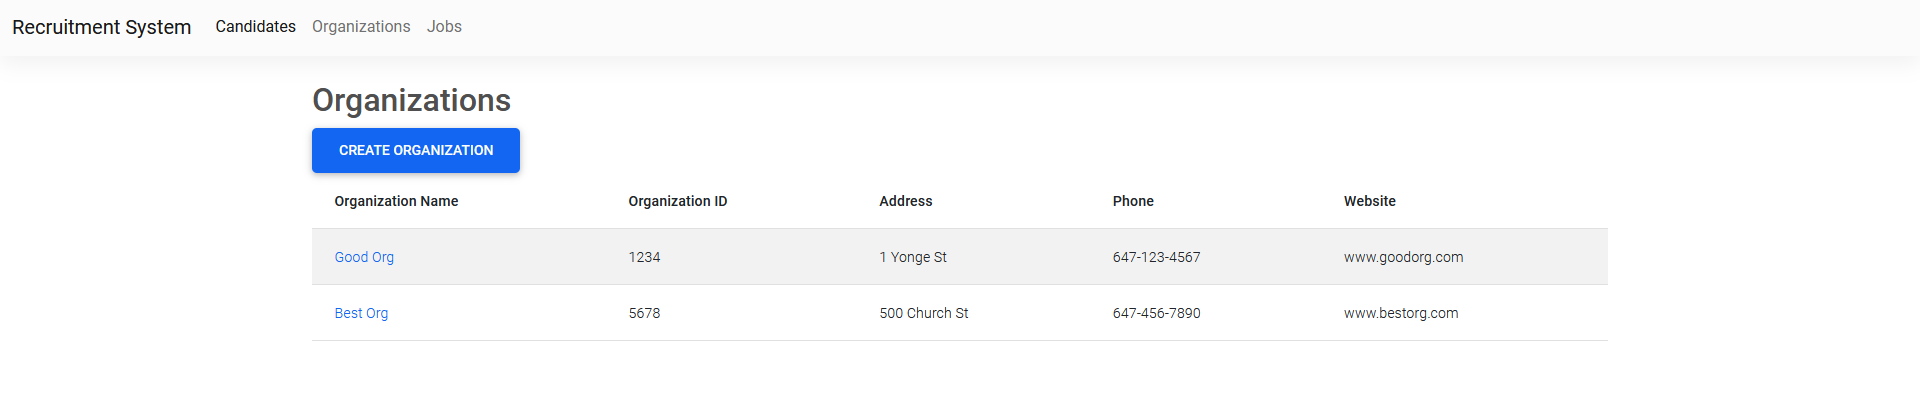 Recruitment System Candidates Organizations Jobs
Organizations
CREATE ORGANIZATION
Organization Name Organization ID Address Phone Website
Good Org 1234 1 Yonge St 647-123-4567 www.goodorg.com
Best Org 5678 500 Church St 647-456-7890 www.bestorg.com